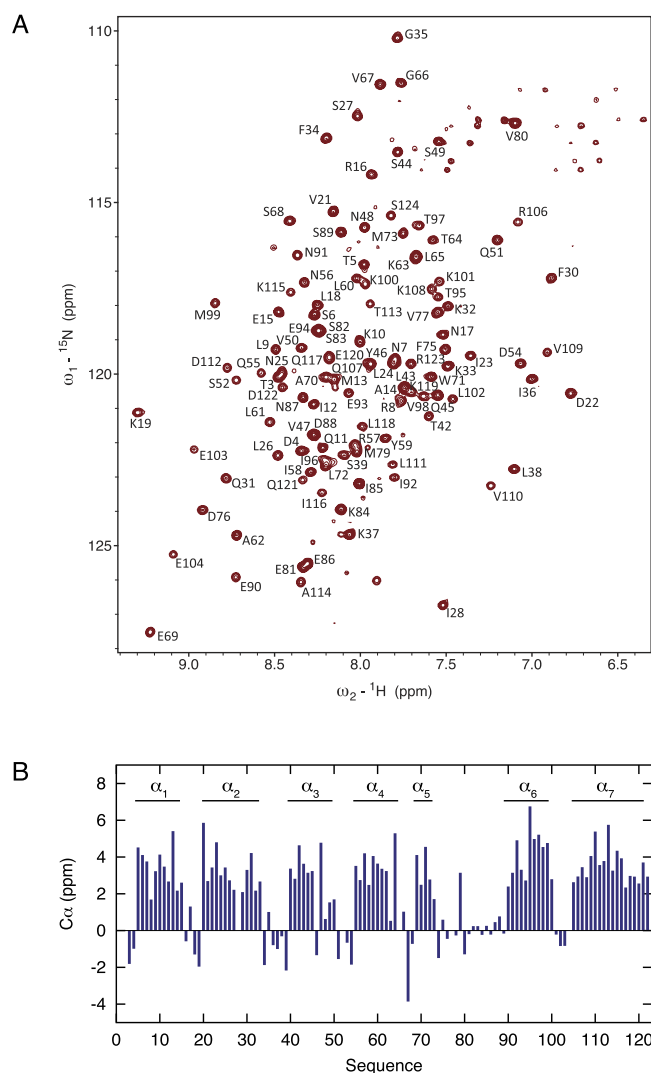 A
110
115
120
125
ω1 - 15N (ppm)
9.0
8.5
8.0
7.5
7.0
6.5
ω2 - 1H (ppm)
G35
V67
G66
S27
F34
V80
S49
S44
R16
V21
S124
S68
N48
T97
R106
S89
M73
T64
Q51
N91
T5
K63
L65
N56
L60
K100
K101
F30
K115
L18
K108
T95
M99
T113
E15
S6
V77
K32
E94
S82
S83
K10
N17
L9
V50
E120
Y46
N7
F75
D54
V109
D112
Q55
N25
Q117
Q107
L24
L43
R123
I23
K33
S52
T3
A70
M13
A14
K119
W71
I36
D122
E93
R8
V98
Q45
L102
D22
K19
L61
N87
I12
L118
T42
V47
D88
Q11
R57
Y59
E103
L26
D4
I96
S39
M79
L72
L111
L38
Q31
I58
Q121
I85
I92
V110
I116
D76
K84
A62
K37
E104
E81
E86
E90
A114
I28
E69
B
8
6
4
2
0
-2
-4
Cα (ppm)
α1 α2 α3 α4 α5 α6 α7
0 10 20 30 40 50 60 70 80 90 100 110 120
Sequence